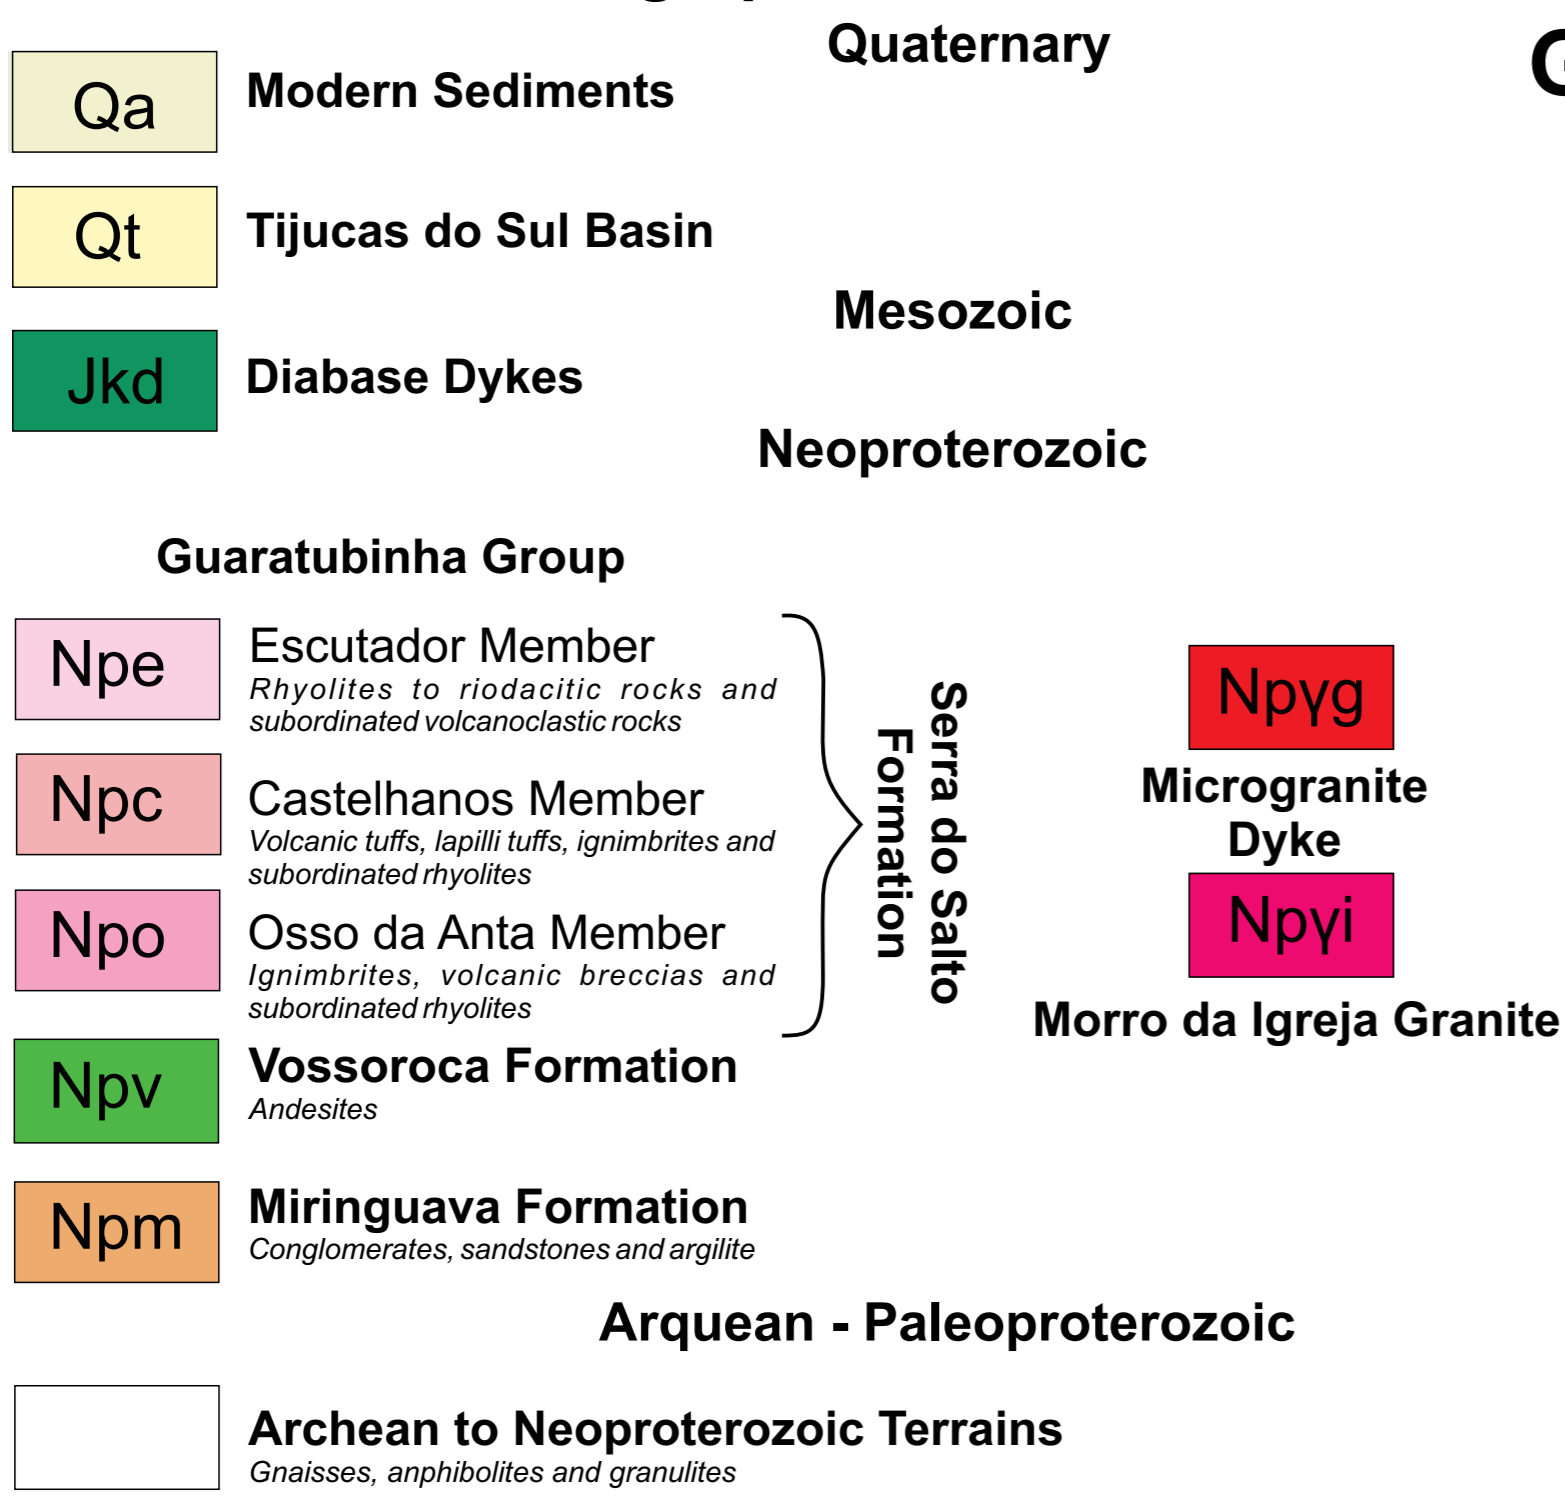 Quaternary
Qa
Modern Sediments
Qt
Tijucas do Sul Basin
Mesozoic
Jkd
Diabase Dykes
Neoproterozoic
Guaratubinha Group
Npe
Escutador Member
Rhyolites to riodacitic rocks and
subordinated volcanoclastic rocks
Npc
Castelhanos Member
Volcanic tuffs, lapilli tuffs, ignimbrites and
subordinated rhyolites
Npo
Osso da Anta Member
Ignimbrites, volcanic breccias and
subordinated rhyolites
Serra do Salto
Formation
Npγg
Microgranite
Dyke
Npγi
Morro da Igreja Granite
Npv
Vossoroca Formation
Andesites
Npm
Miringuava Formation
Conglomerates, sandstones and argilite
Arquean - Paleoproterozoic
Archean to Neoproterozoic Terrains
Gnaisses, anphibolites and granulites